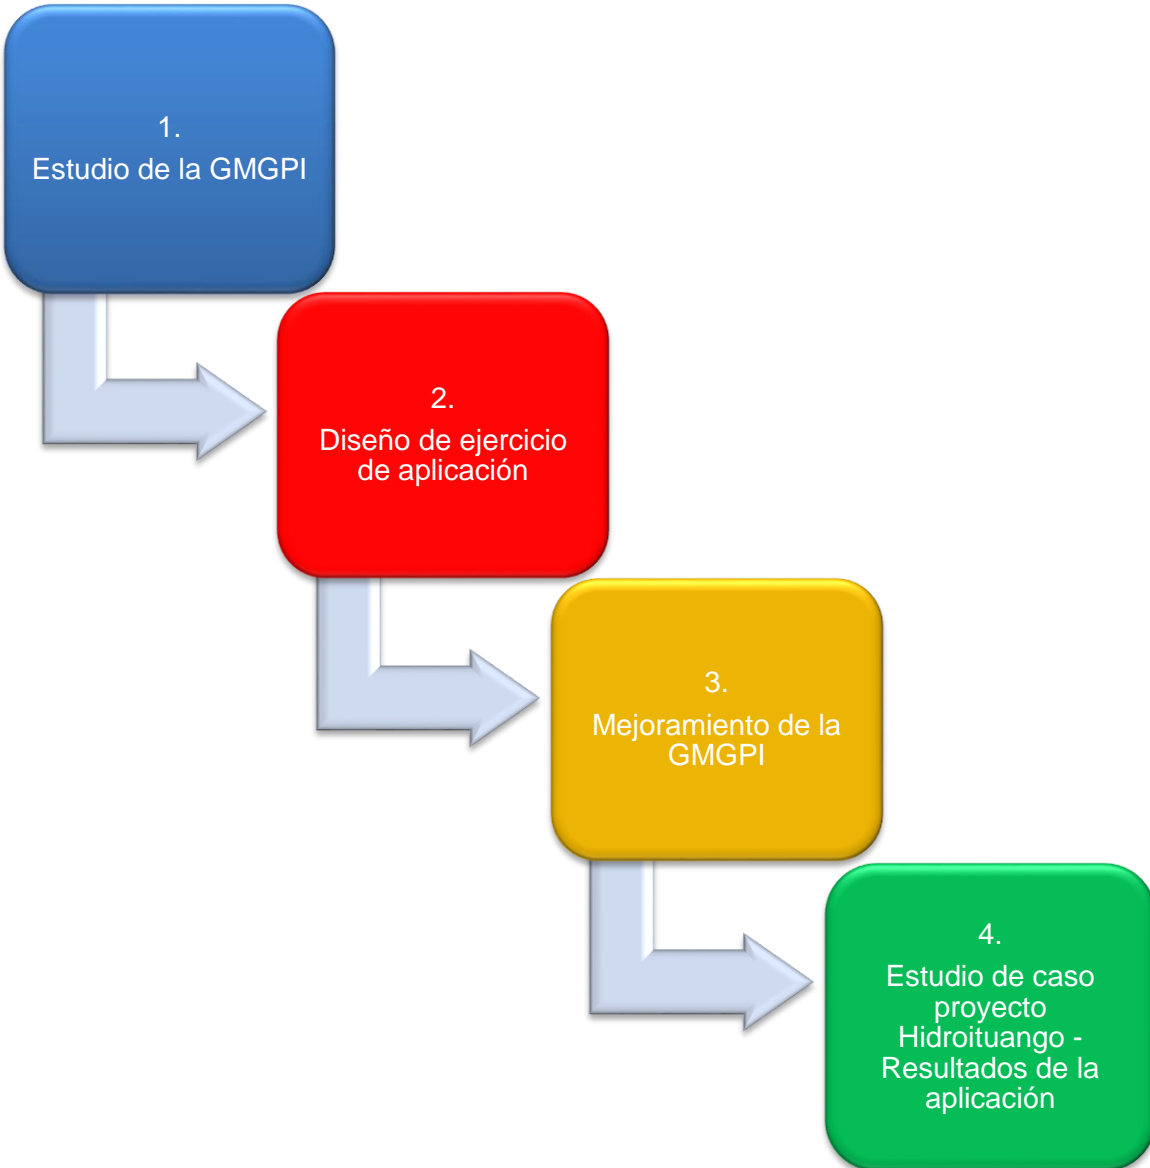 1.
Estudio de la GMGPI
2.
Diseño de ejercicio
de aplicación
3.
Mejoramiento de la
GMGPI
4.
Estudio de caso
proyecto
Hidroituango -
Resultados de la
aplicación